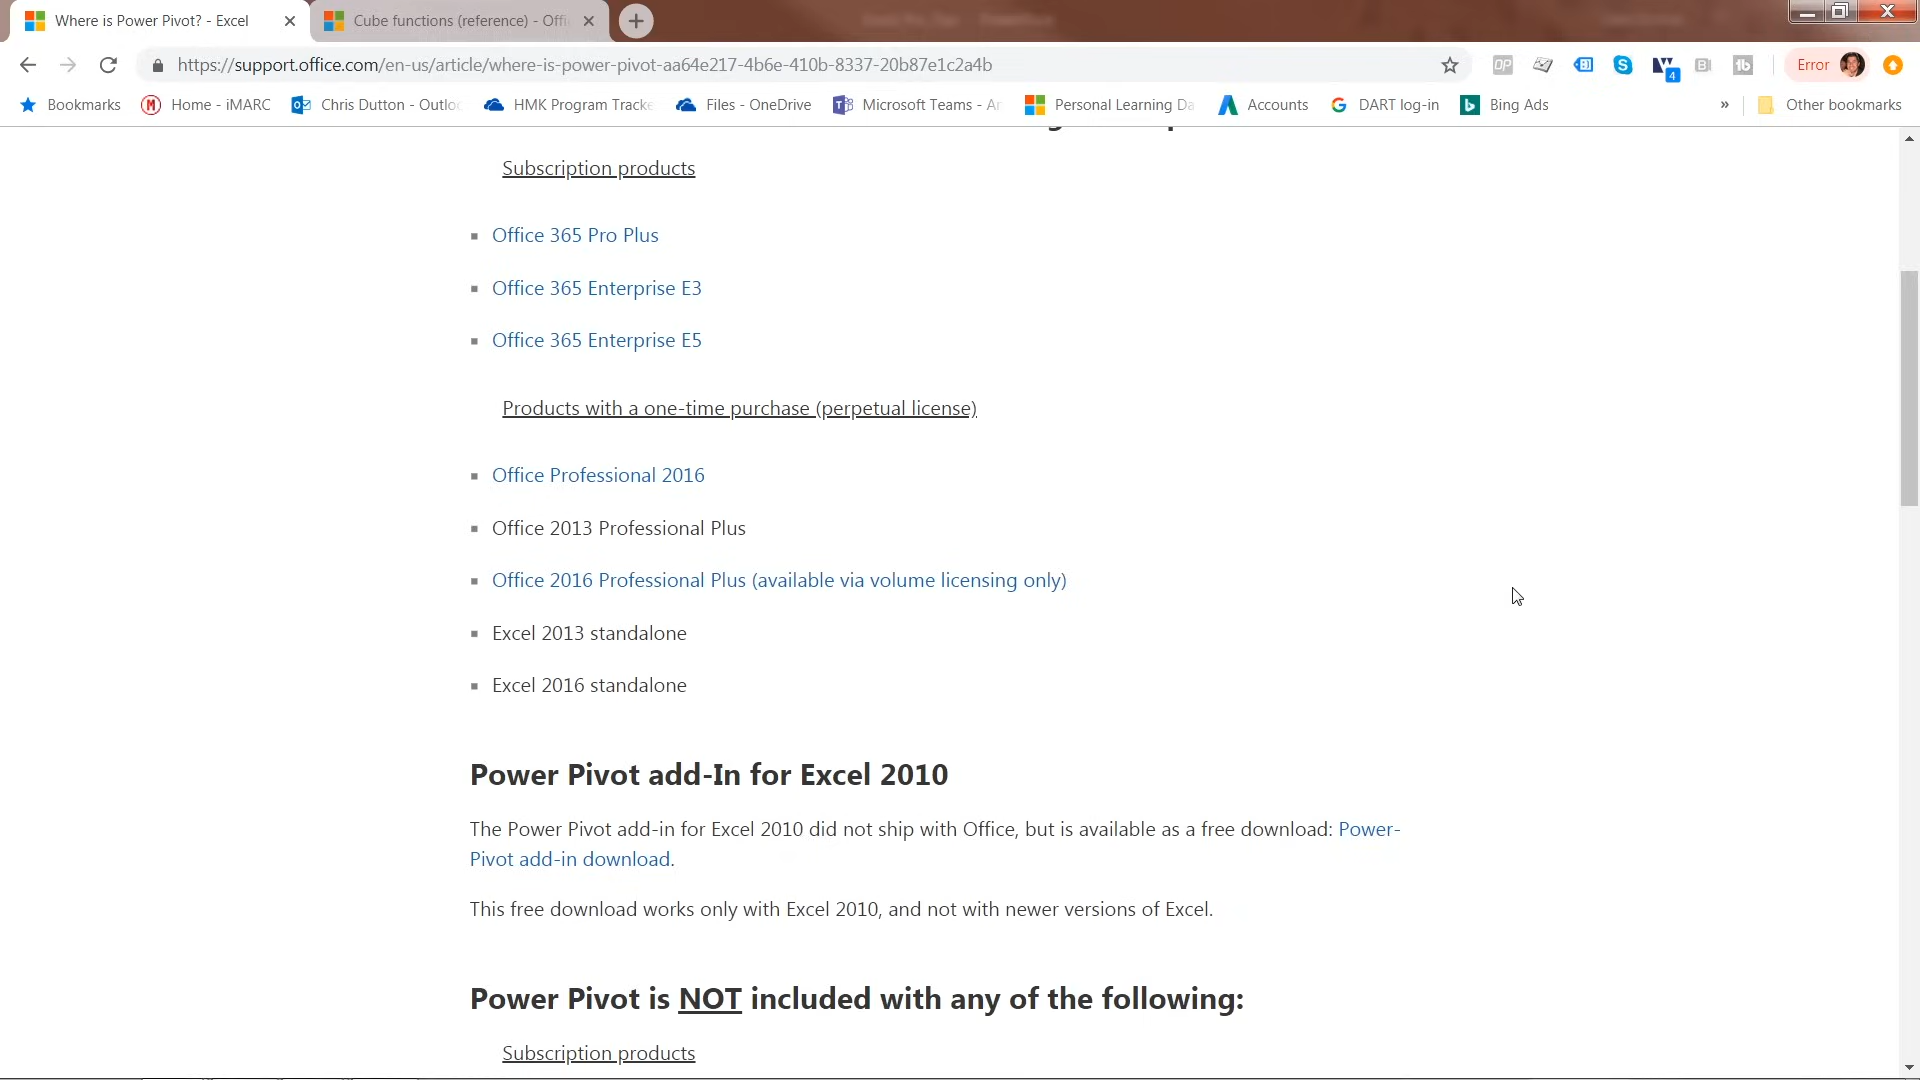 Where is Power Pivot? - Excel
Cube functions (reference) - Offi
https://support.office.com/en-us/article/where-is-power-pivot-aa64e217-4b6e-410b-8337-20b87e1c2a4b
4
Error
Bookmarks
Home - iMARC
Chris Dutton - Outlo
HMK Program Tracke
Files - OneDrive
Microsoft Teams - Ar
Personal Learning Da
Accounts
DART log-in
Bing Ads
»
Other bookmarks
Subscription products
Office 365 Pro Plus
Office 365 Enterprise E3
Office 365 Enterprise E5
Products with a one-time purchase (perpetual license)
Office Professional 2016
Office 2013 Professional Plus
Office 2016 Professional Plus (available via volume licensing only)
Excel 2013 standalone
Excel 2016 standalone
Power Pivot add-In for Excel 2010
The Power Pivot add-in for Excel 2010 did not ship with Office, but is available as a free download: Power-
Pivot add-in download.
This free download works only with Excel 2010, and not with newer versions of Excel.
Power Pivot is NOT included with any of the following:
Subscription products